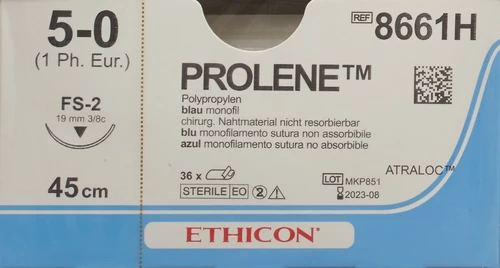 5-0
(1 Ph. Eur.)
FS-2
19 mm 3/8c
45 cm
REF 8661H
PROLENE™
Polypropylen
blau monofil
chirurg. Nahtmaterial nicht resorbierbar
blu monofilamento sutura non assorbibile
azul monofilamento sutura no absorbible
36 x
STERILE EO
2
LOT MKP851
2023-08
ATRALOC™
ETHICON®